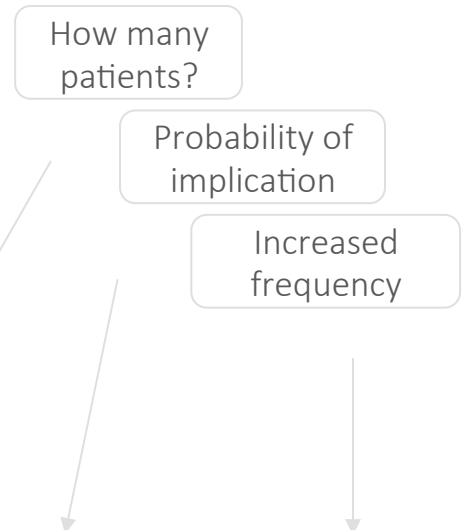 How many
patients?
Probability of
implication
Increased
frequency